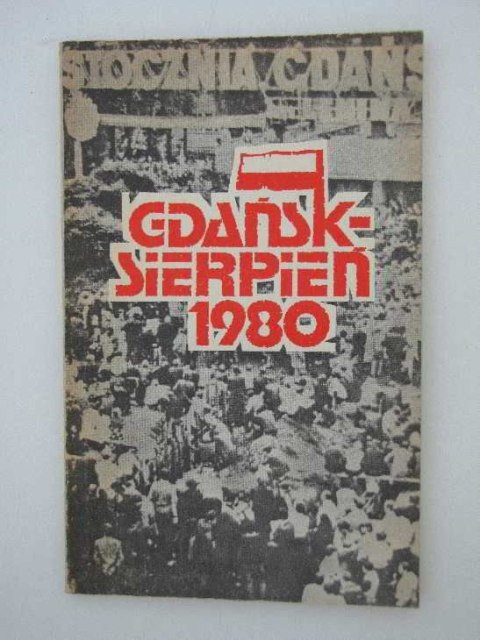 STOCZNIA GDAŃS
GDAŃSK-
SIERPIEŃ
1980